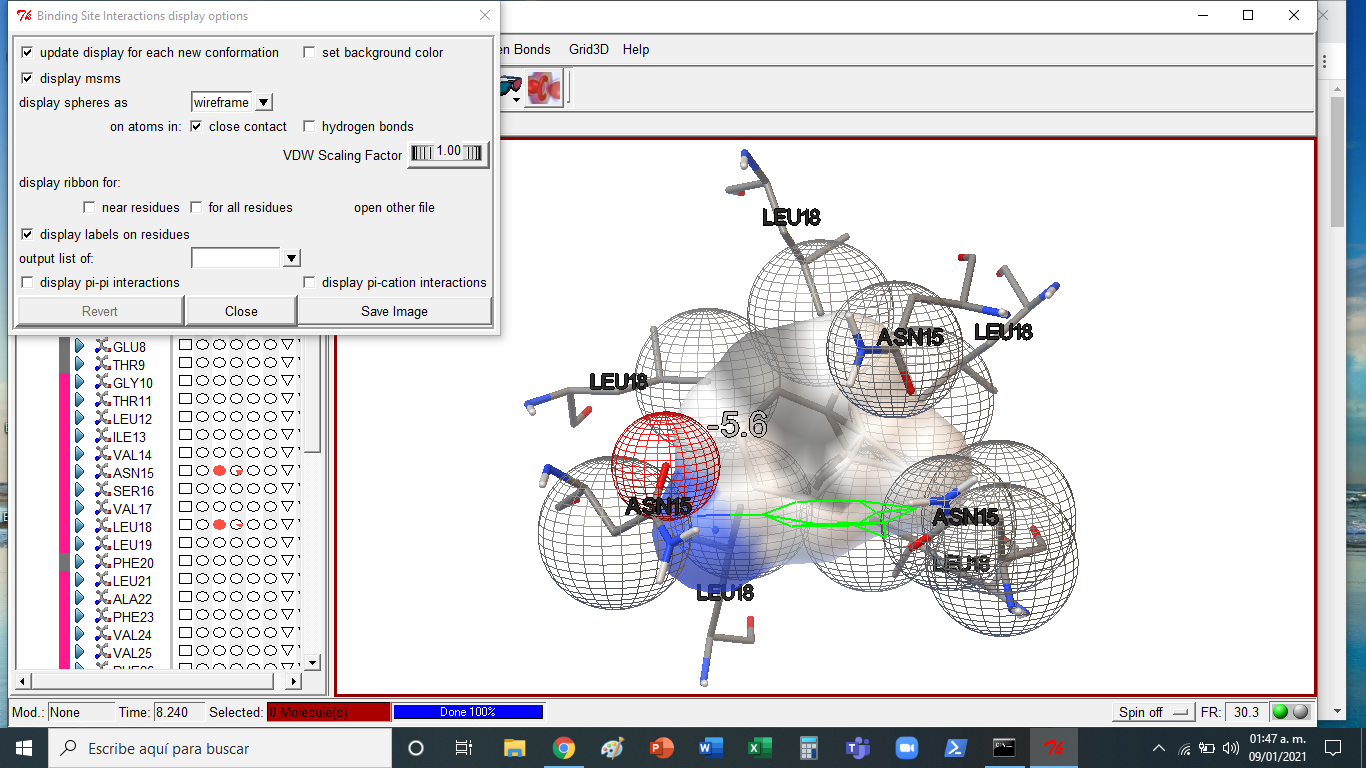 Binding Site Interactions display options
update display for each new conformation
set background color
display msms
display spheres as
wireframe
on atoms in:
close contact
hydrogen bonds
VDW Scaling Factor
1.00
display ribbon for:
near residues
for all residues
open other file
display labels on residues
output list of:
display pi-pi interactions
display pi-cation interactions
Revert
Close
Save Image
en Bonds
Grid3D
Help
GLU8
THR9
GLY10
THR11
LEU12
ILE13
VAL14
ASN15
SER16
VAL17
LEU18
LEU19
PHE20
LEU21
ALA22
PHE23
VAL24
VAL25
LEU18
ASN15
LEU18
LEU18
-5.6
ASN15
ASN15
LEU18
LEU18
Mod.: None
Time: 8.240
Selected: 0 Molecule(s)
Done 100%
Spin off
FR: 30.3
Escribe aquí para buscar
01:47 a. m.
09/01/2021